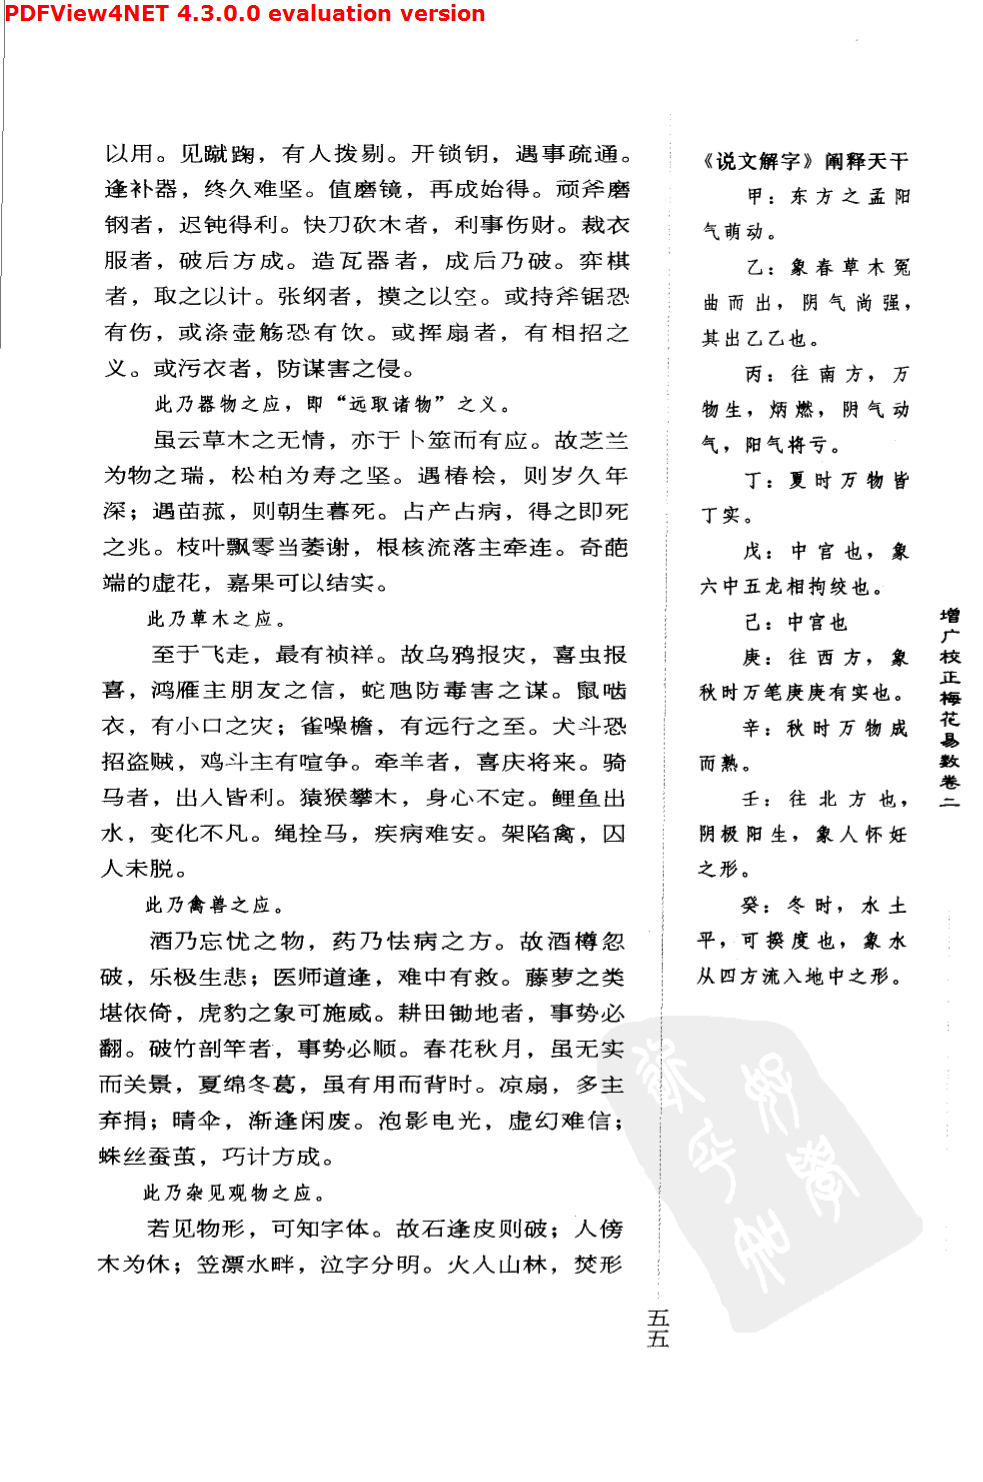 PDFView4NET 4.3.0.0 evaluation version
以用。见蹴踘，有人拨剔。开锁钥，遇事疏通。
逢补器，终久难坚。值磨镜，再成始得。顽斧磨
钢者，迟钝得利。快刀砍木者，利事伤财。裁衣
服者，破后方成。造瓦器者，成后乃破。弈棋
者，取之以计。张纲者，摸之以空。或持斧锯恐
有伤，或涤壶觞恐有饮。或挥扇者，有相招之
义。或污衣者，防谋害之侵。
此乃器物之应，即“远取诸物”之义。
虽云草木之无情，亦于卜筮而有应。故芝兰
为物之瑞，松柏为寿之坚。遇椿桧，则岁久年
深；遇苗菰，则朝生暮死。占产占病，得之即死
之兆。枝叶飘零当萎谢，根核流落主牵连。奇葩
端的虚花，嘉果可以结实。
此乃草木之应。
至于飞走，最有祯祥。故乌鸦报灾，喜虫报
喜，鸿雁主朋友之信，蛇虺防毒害之谋。鼠啮
衣，有小口之灾；雀噪檐，有远行之至。犬斗恐
招盗贼，鸡斗主有喧争。牵羊者，喜庆将来。骑
马者，出入皆利。猿猴攀木，身心不定。鲤鱼出
水，变化不凡。绳拴马，疾病难安。架陷禽，囚
人未脱。
此乃禽兽之应。
酒乃忘忧之物，药乃怯病之方。故酒樽忽
破，乐极生悲；医师道逢，难中有救。藤萝之类
堪依倚，虎豹之象可施威。耕田锄地者，事势必
翻。破竹剖竿者，事势必顺。春花秋月，虽无实
而关景，夏绵冬葛，虽有用而背时。凉扇，多主
弃捐；晴伞，渐逢闲废。泡影电光，虚幻难信；
蛛丝蚕茧，巧计方成。
此乃杂见观物之应。
若见物形，可知字体。故石逢皮则破；人傍
木为休；笠漂水畔，泣字分明。火入山林，焚形
《说文解字》阐释天干
甲：东方之孟阳
气萌动。
乙：象春草木冤
曲而出，阴气尚强，
其出乙乙也。
丙：往南方，万
物生，炳燃，阴气动
气，阳气将亏。
丁：夏时万物皆
丁实。
戊：中宫也，象
六中五龙相拘绞也。
己：中宫也
庚：往西方，象
秋时万笔庚庚有实也。
辛：秋时万物成
而熟。
壬：往北方也，
阴极阳生，象人怀妊
之形。
癸：冬时，水土
平，可揆度也，象水
从四方流入地中之形。
增广校正梅花易数卷二
五五